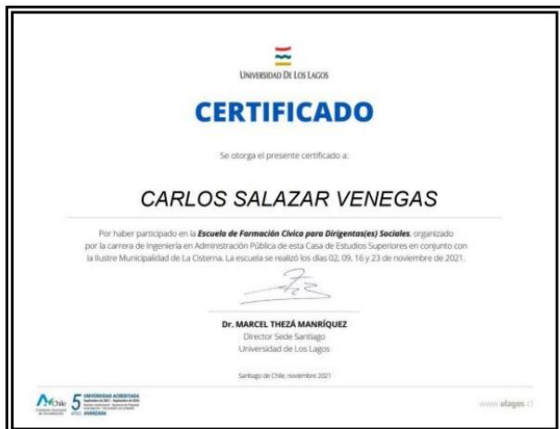 UNIVERSIDAD DE LOS LAGOS
CERTIFICADO
Se otorga el presente certificado a:
CARLOS SALAZAR VENEGAS
Por haber participado en la Escuela de Formación Cívica para Dirigentas(es) Sociales, organizado
por la carrera de Ingeniería en Administración Pública de esta Casa de Estudios Superiores en conjunto con
la Ilustre Municipalidad de La Cisterna. La escuela se realizó los días 02, 09, 16 y 23 de noviembre de 2021.
Dr. MARCEL THEZÁ MANRÍQUEZ
Director Sede Santiago
Universidad de Los Lagos
Santiago de Chile, noviembre 2021
Chile
5 AÑOS
UNIVERSIDAD ACREDITADA
AVANZADA
www.ulagos.cl